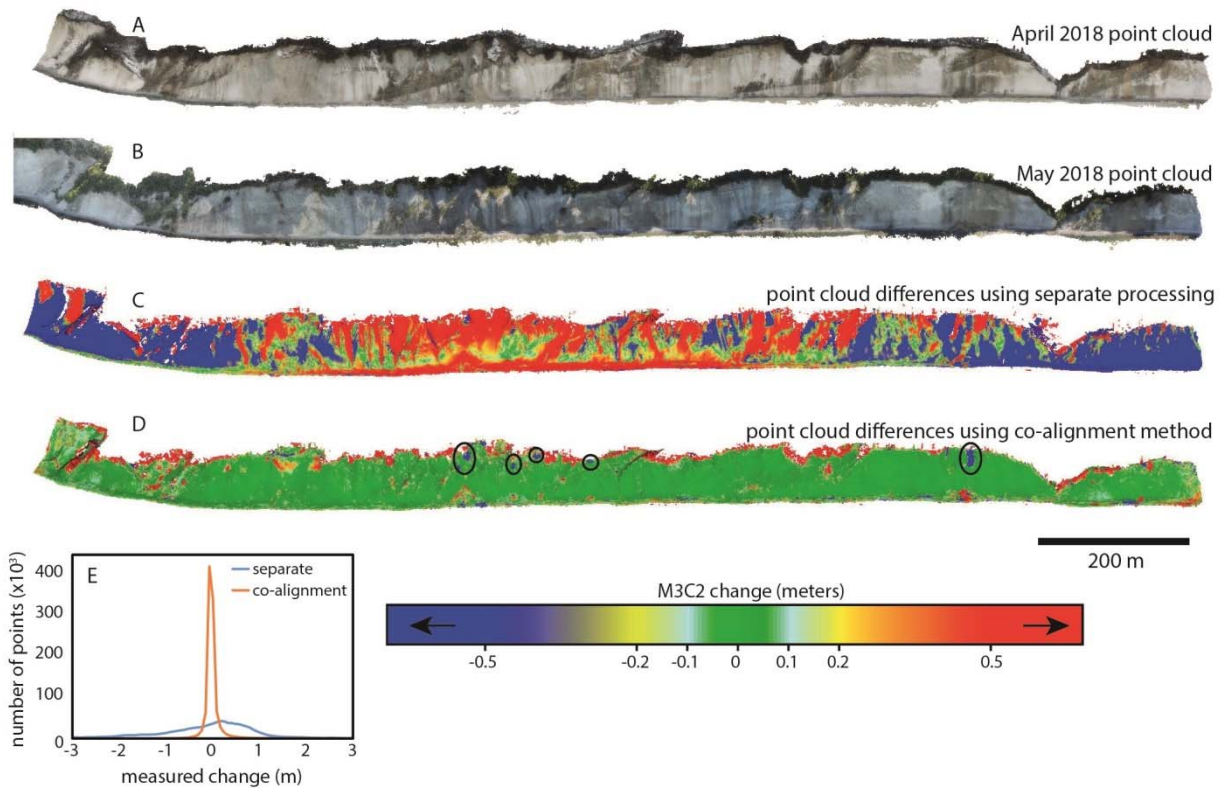 A
April 2018 point cloud
B
May 2018 point cloud
C
point cloud differences using separate processing
D
point cloud differences using co-alignment method
200 m
E
separate
co-alignment
number of points (x10³)
400
300
200
100
0
-3 -2 -1 0 1 2 3
measured change (m)
M3C2 change (meters)
-0.5 -0.2 -0.1 0 0.1 0.2 0.5